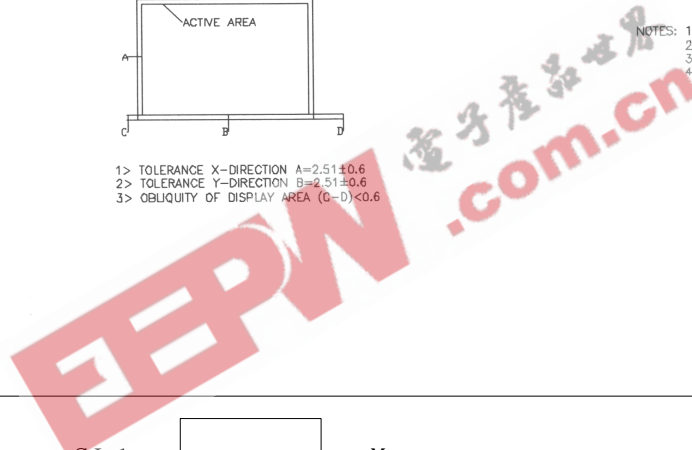 ACTIVE AREA
NOTES: 1
2
3
4
A
C B D
1> TOLERANCE X-DIRECTION A=2.51±0.6
2> TOLERANCE Y-DIRECTION B=2.51±0.6
3> OBLIQUITY OF DISPLAY AREA (C-D)<0.6
電子產品世界
.com.cn
EEPW